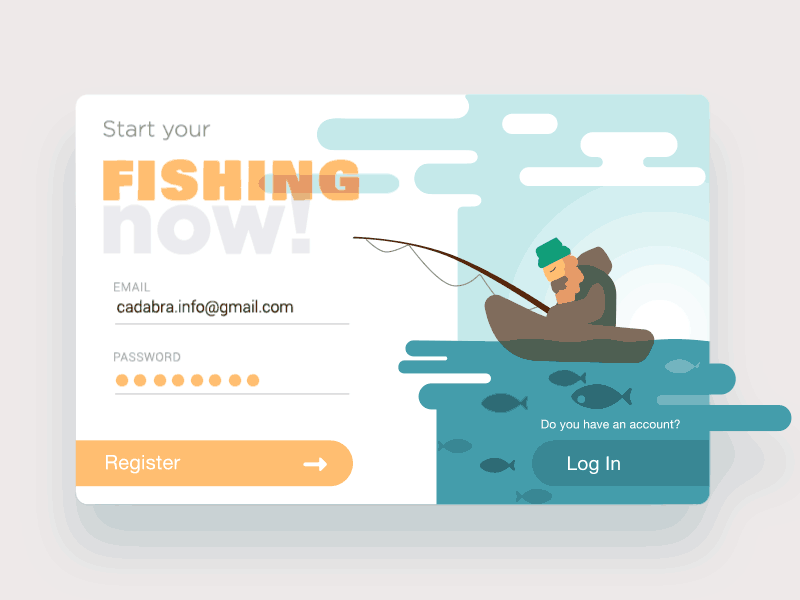 Start your
FISHING
now!
EMAIL
cadabra.info@gmail.com
PASSWORD
Register
Do you have an account?
Log In